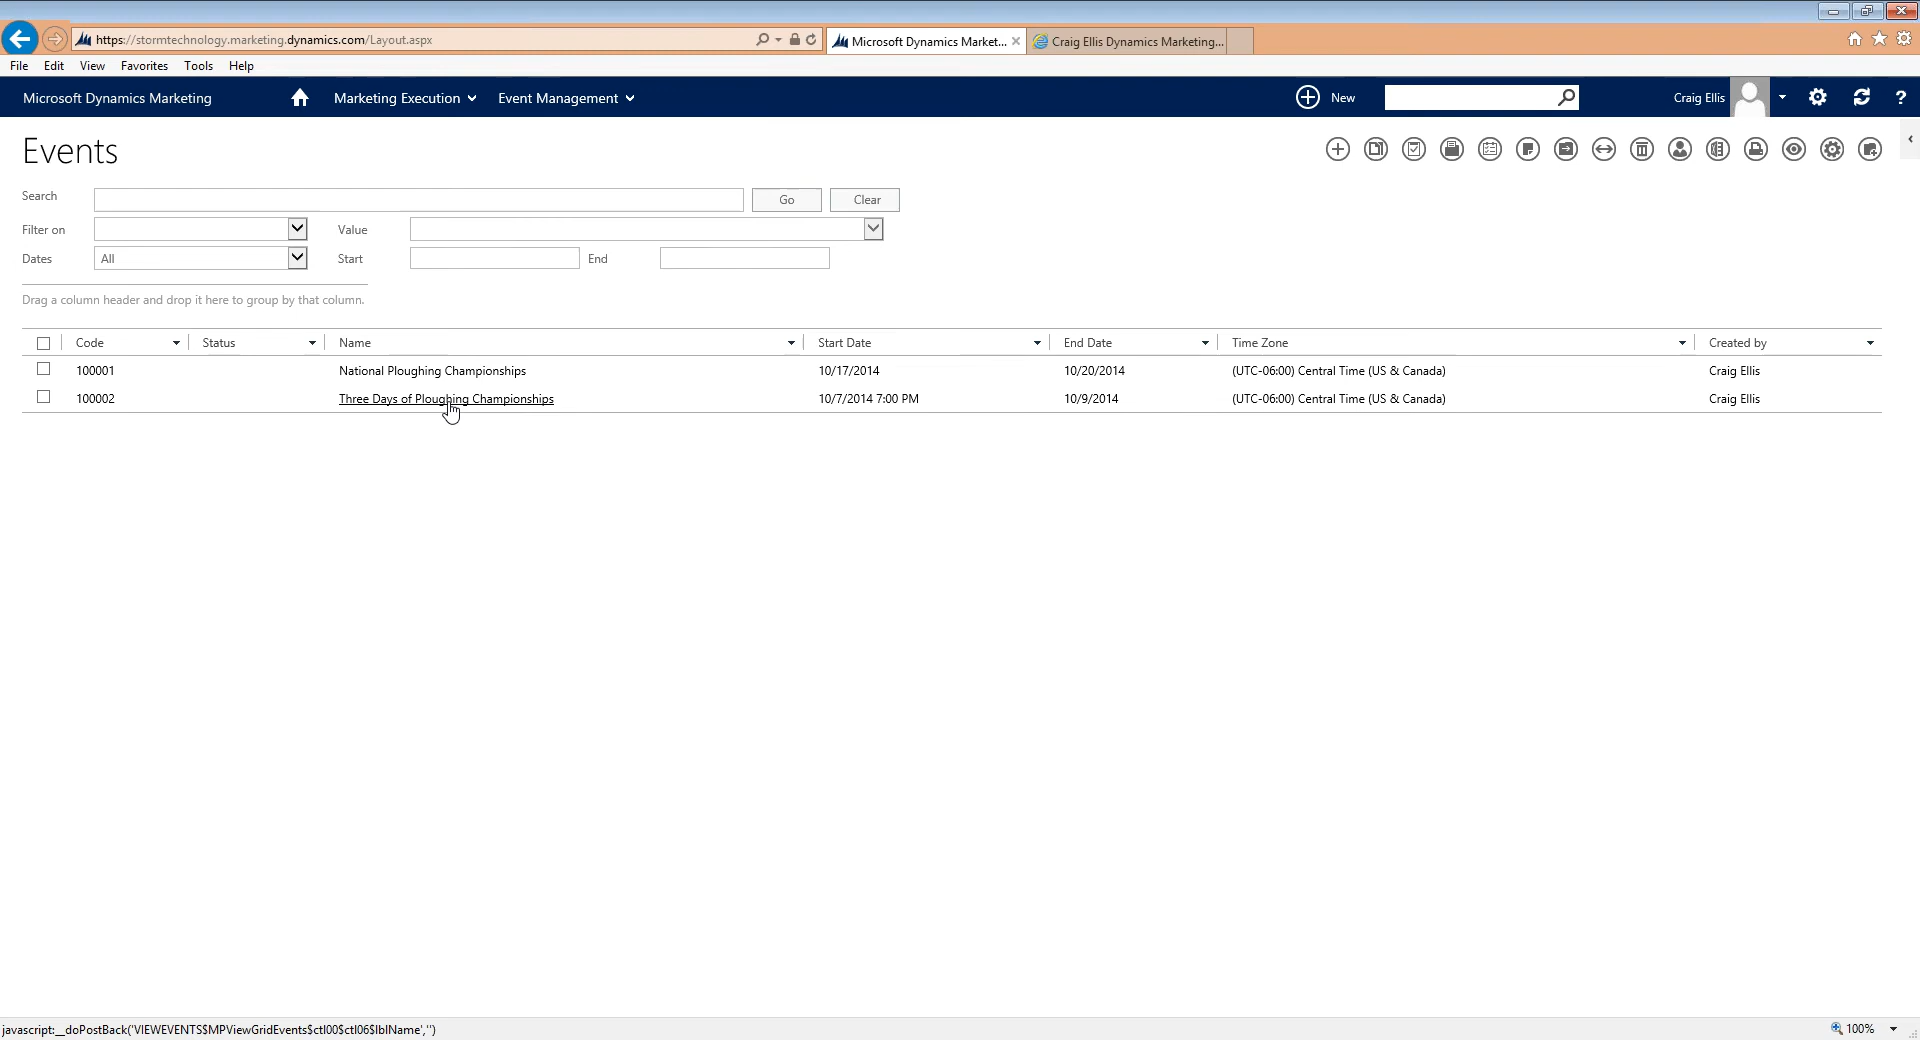 https://stormtechnology.marketing.dynamics.com/Layout.aspx
Microsoft Dynamics Market...
Craig Ellis Dynamics Marketing...
File Edit View Favorites Tools Help
Microsoft Dynamics Marketing Marketing Execution Event Management New Craig Ellis ?
Events
Search Go Clear
Filter on Value
Dates All Start End
Drag a column header and drop it here to group by that column.
Code Status Name Start Date End Date Time Zone Created by
100001 National Ploughing Championships 10/17/2014 10/20/2014 (UTC-06:00) Central Time (US & Canada) Craig Ellis
100002 Three Days of Ploughing Championships 10/7/2014 7:00 PM 10/9/2014 (UTC-06:00) Central Time (US & Canada) Craig Ellis
javascript:__doPostBack('VIEWEVENTS$MPViewGridEvents$ctl00$ctl06$lblName','') 100%